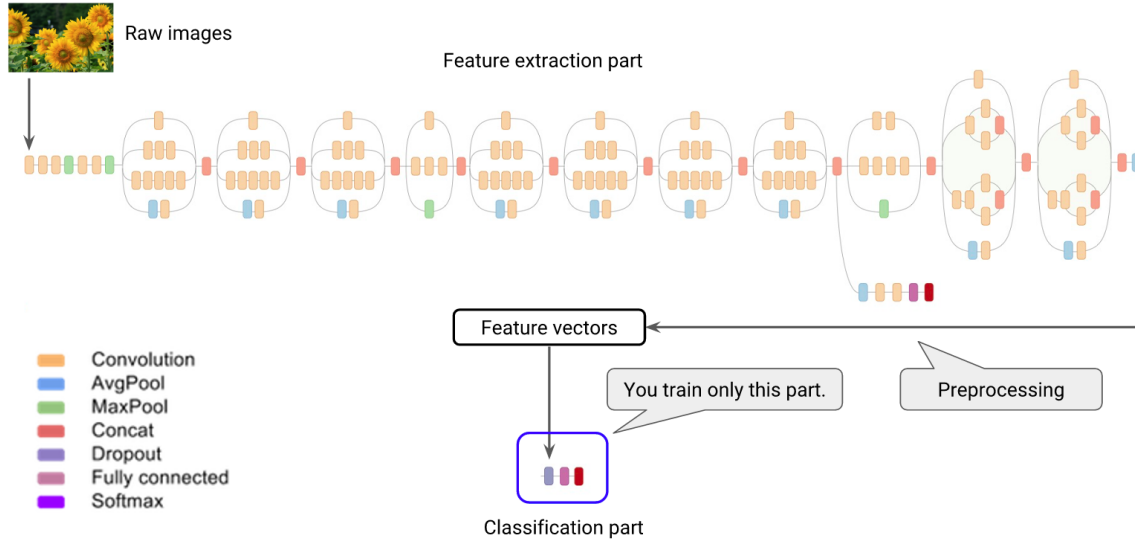 Raw images
Feature extraction part
Feature vectors
You train only this part.
Preprocessing
Convolution
AvgPool
MaxPool
Concat
Dropout
Fully connected
Softmax
Classification part